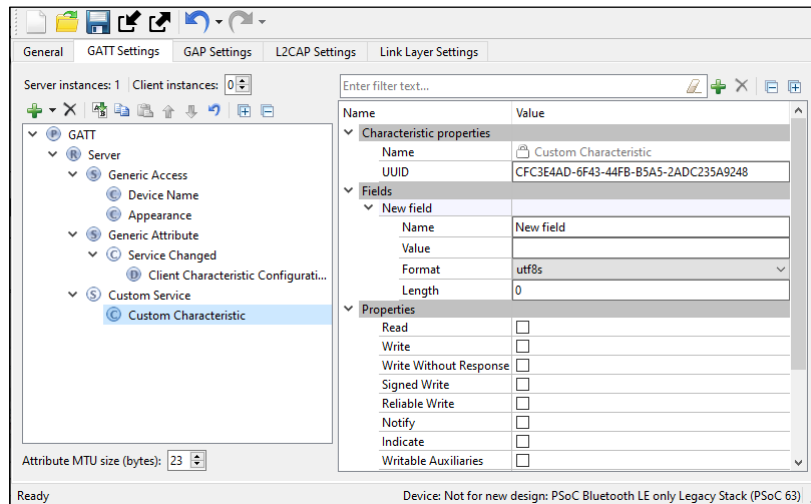 General GATT Settings GAP Settings L2CAP Settings Link Layer Settings
Server instances: 1 Client instances: 0
Enter filter text...
Name Value
GATT
Server
Generic Access
Device Name
Appearance
Generic Attribute
Service Changed
Client Characteristic Configurati...
Custom Service
Custom Characteristic
Characteristic properties
Name Custom Characteristic
UUID CFC3E4AD-6F43-44FB-B5A5-2ADC235A9248
Fields
New field
Name New field
Value
Format utf8s
Length 0
Properties
Read
Write
Write Without Response
Signed Write
Reliable Write
Notify
Indicate
Writable Auxiliaries
Attribute MTU size (bytes): 23
Ready Device: Not for new design: PSoC Bluetooth LE only Legacy Stack (PSoC 63)